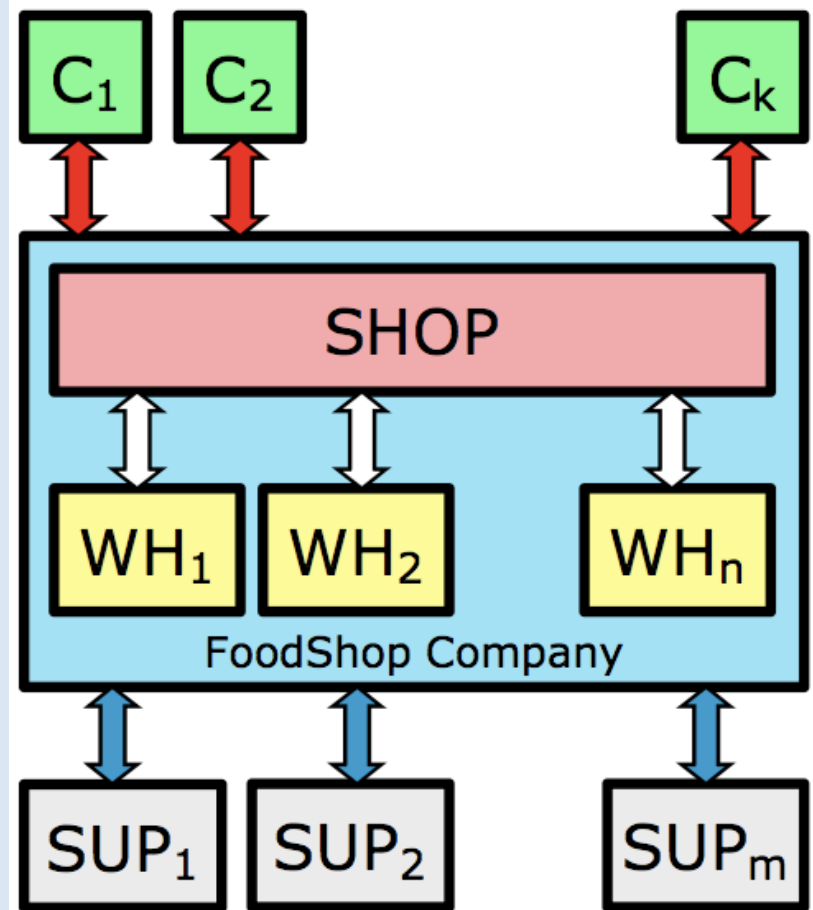 C₁ C₂ Cₖ
SHOP
WH₁ WH₂ WHₙ
FoodShop Company
SUP₁ SUP₂ SUPₘ